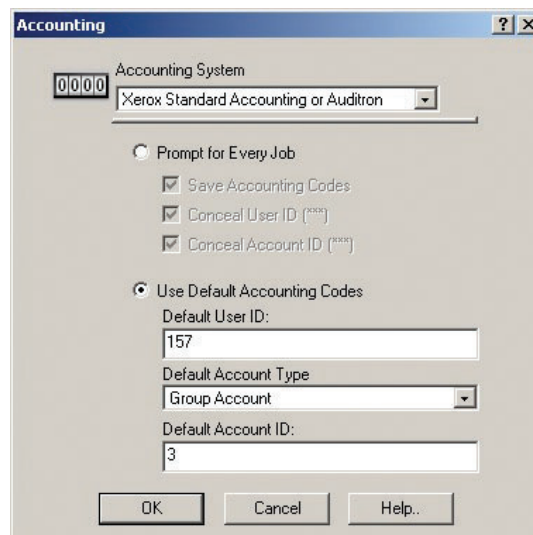 Accounting
Accounting System
0000
Xerox Standard Accounting or Auditron
Prompt for Every Job
Save Accounting Codes
Conceal User ID (***)
Conceal Account ID (***)
Use Default Accounting Codes
Default User ID:
157
Default Account Type
Group Account
Default Account ID:
3
OK Cancel Help..